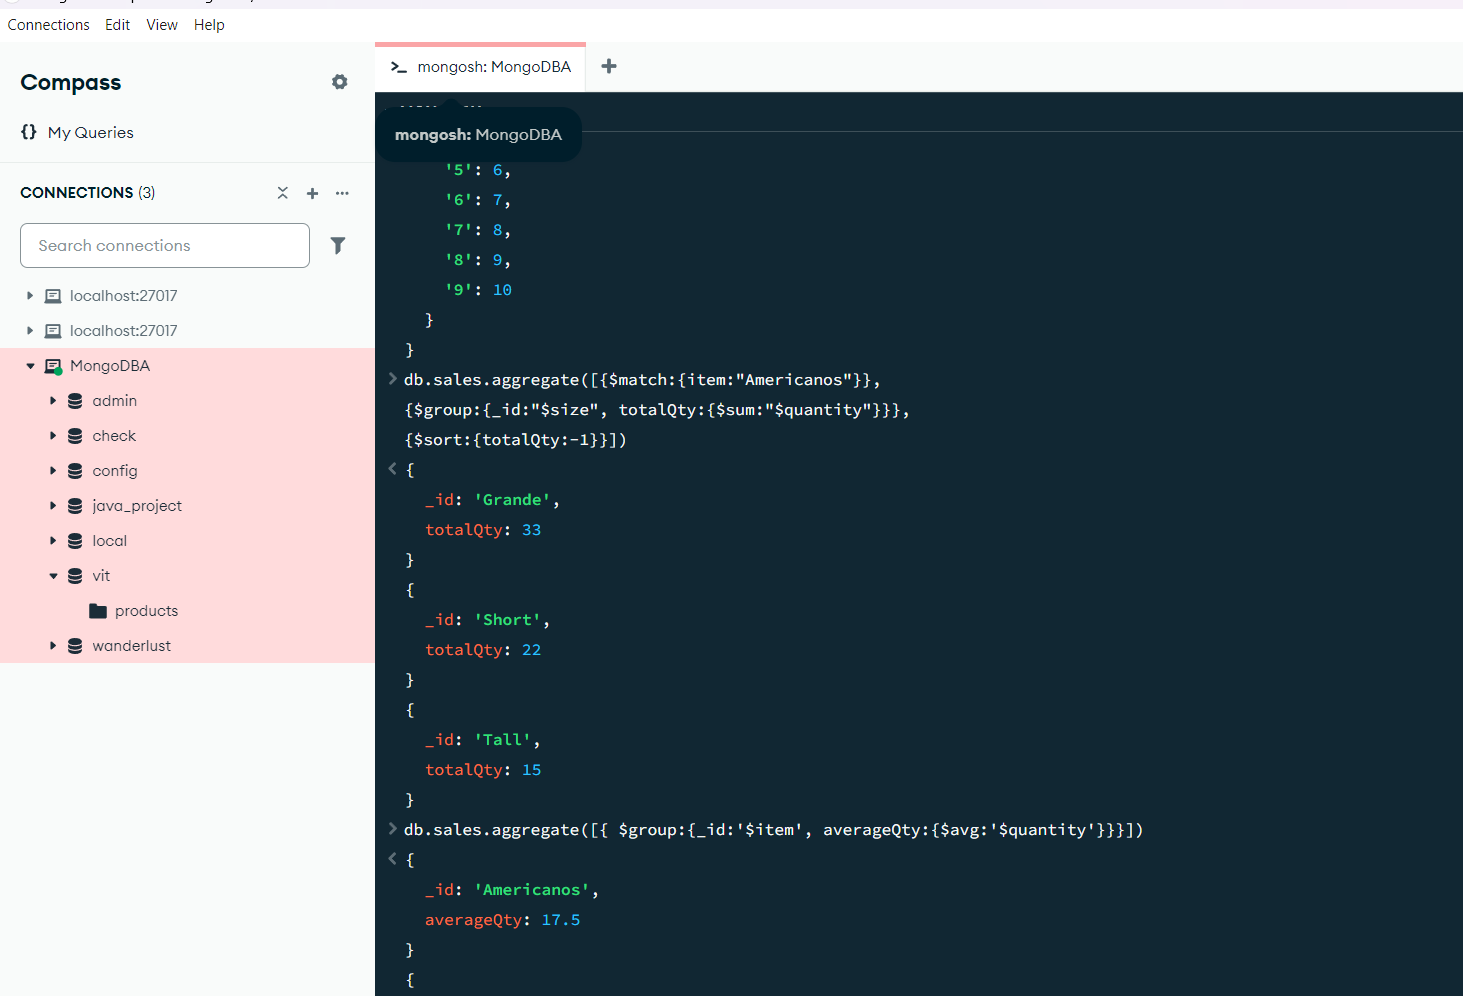 Connections Edit View Help
Compass
My Queries
CONNECTIONS (3)
Search connections
localhost:27017
localhost:27017
MongoDBA
admin
check
config
java_project
local
vit
products
wanderlust
>_ mongosh: MongoDBA +
mongosh: MongoDBA
'5': 6,
'6': 7,
'7': 8,
'8': 9,
'9': 10
}
}
> db.sales.aggregate([{$match:{item:"Americanos"}},
{$group:{_id:"$size", totalQty:{$sum:"$quantity"}}},
{$sort:{totalQty:-1}}])
< {
_id: 'Grande',
totalQty: 33
}
{
_id: 'Short',
totalQty: 22
}
{
_id: 'Tall',
totalQty: 15
}
> db.sales.aggregate([{ $group:{_id:'$item', averageQty:{$avg:'$quantity'}}}])
< {
_id: 'Americanos',
averageQty: 17.5
}
{